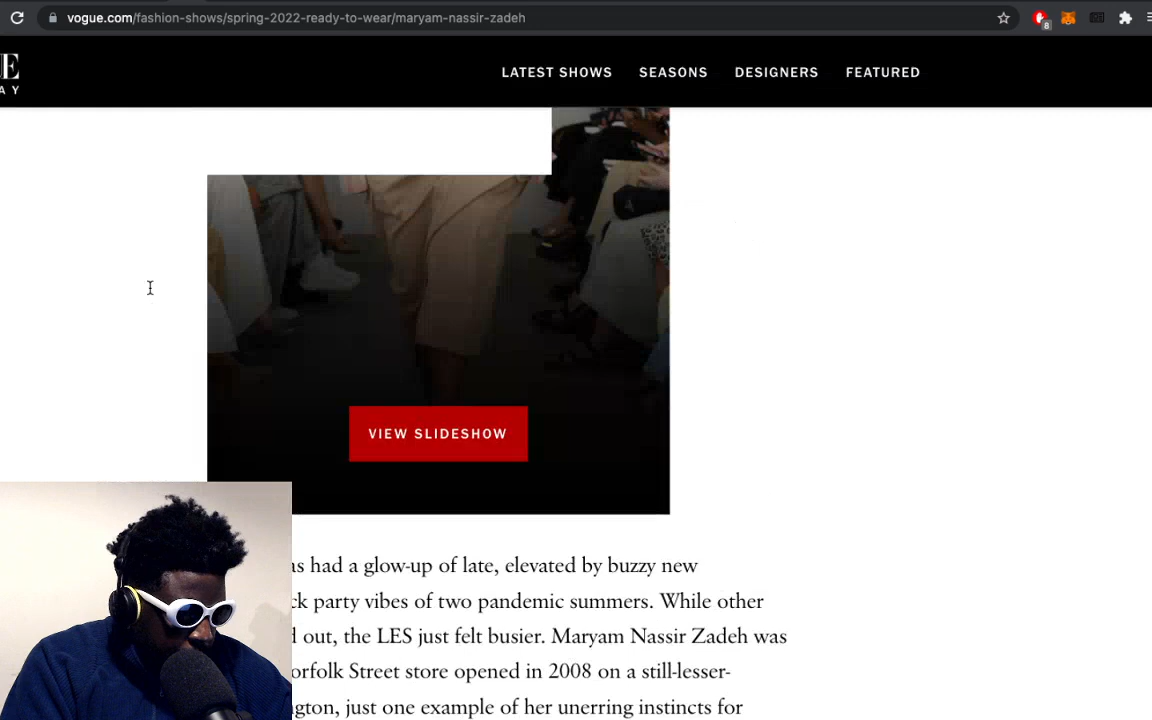 vogue.com/fashion-shows/spring-2022-ready-to-wear/maryam-nassir-zadeh
8
E
AY
LATEST SHOWS SEASONS DESIGNERS FEATURED
VIEW SLIDESHOW
as had a glow-up of late, elevated by buzzy new
ck party vibes of two pandemic summers. While other
d out, the LES just felt busier. Maryam Nassir Zadeh was
orfolk Street store opened in 2008 on a still-lesser-
ngton, just one example of her unerring instincts for